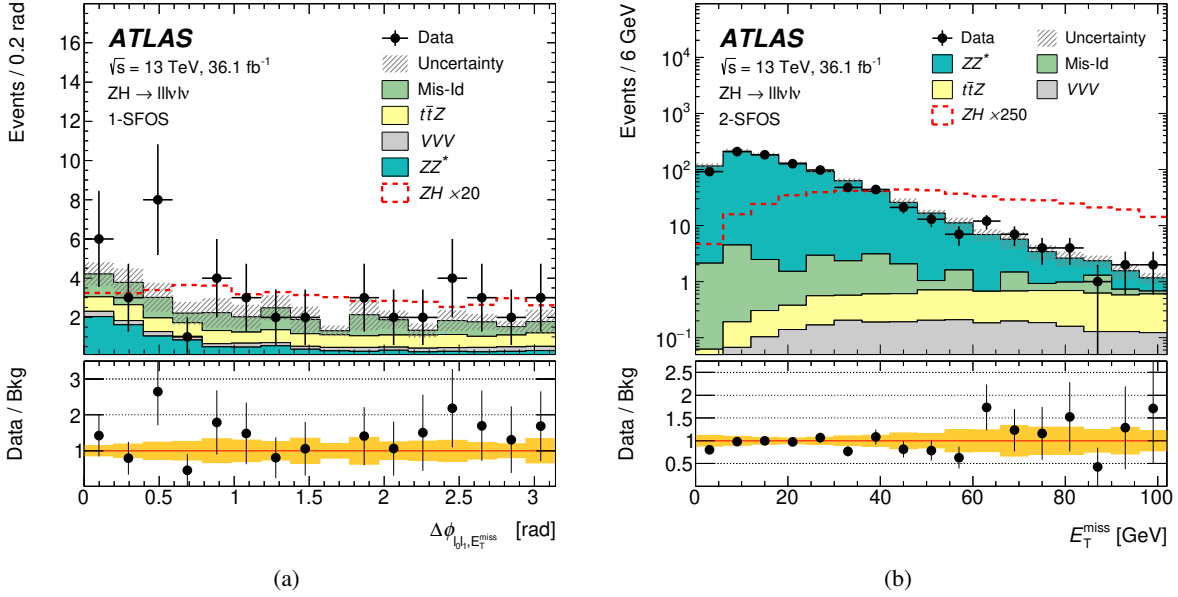 Events / 0.2 rad
16
14
12
10
8
6
4
2
ATLAS
√s = 13 TeV, 36.1 fb⁻¹
ZH → lllνlν
1-SFOS
Data
Uncertainty
Mis-Id
tt̄Z
VVV
ZZ*
ZH ×20
Data / Bkg
3
2
1
0 0.5 1 1.5 2 2.5 3
Δϕ l₀l₁,E_T^miss [rad]
(a)
Events / 6 GeV
10⁴
10³
10²
10
1
10⁻¹
ATLAS
√s = 13 TeV, 36.1 fb⁻¹
ZH → lllνlν
2-SFOS
Data Uncertainty
ZZ* Mis-Id
tt̄Z VVV
ZH ×250
Data / Bkg
2.5
2
1.5
1
0.5
0 20 40 60 80 100
E_T^miss [GeV]
(b)